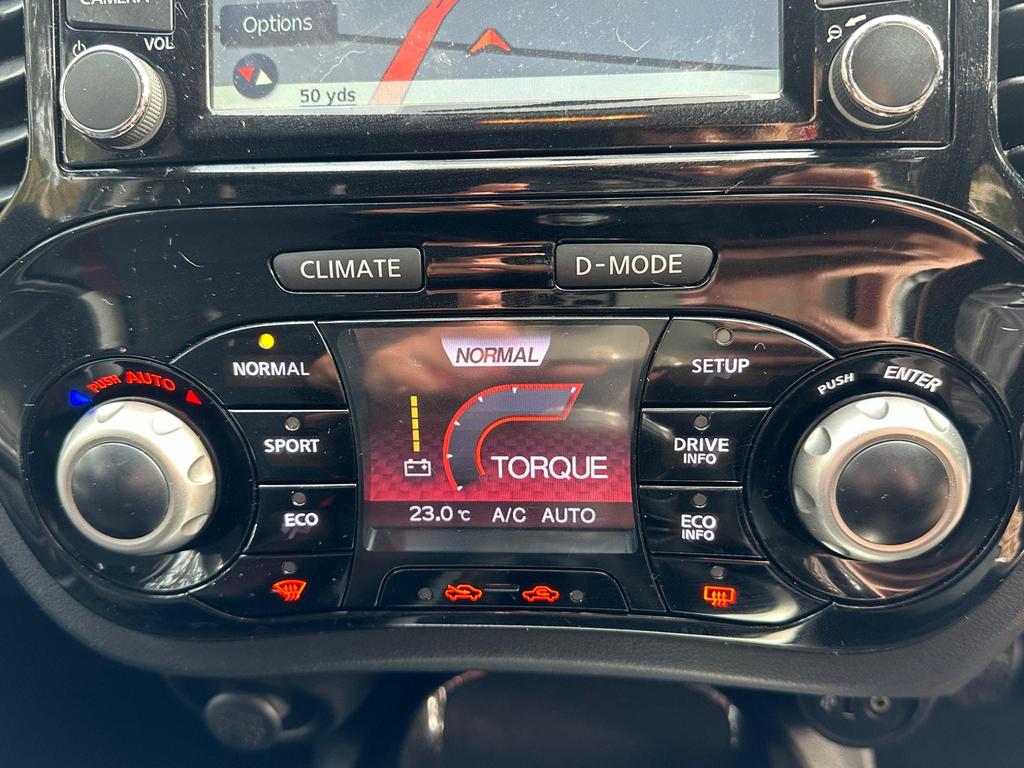 CAMERA
VOL
Options
50 yds
CLIMATE
D-MODE
NORMAL
NORMAL
SETUP
PUSH AUTO
PUSH ENTER
SPORT
DRIVE
INFO
TORQUE
ECO
ECO
INFO
23.0°C A/C AUTO